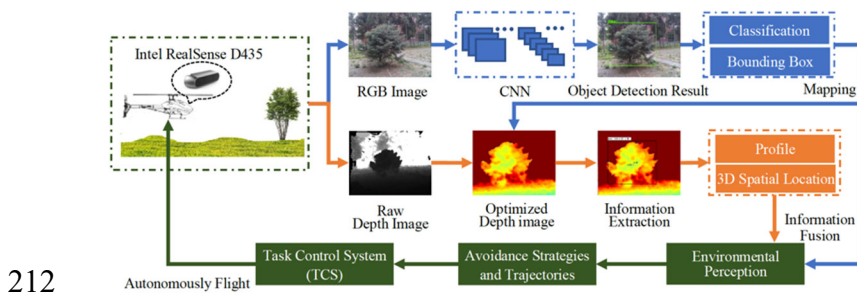 Intel RealSense D435
RGB Image
CNN
Object Detection Result
Classification
Bounding Box
Mapping
Raw
Depth Image
Optimized
Depth image
Information
Extraction
Profile
3D Spatial Location
Information
Fusion
Environmental
Perception
Avoidance Strategies
and Trajectories
Task Control System
(TCS)
Autonomously Flight
212